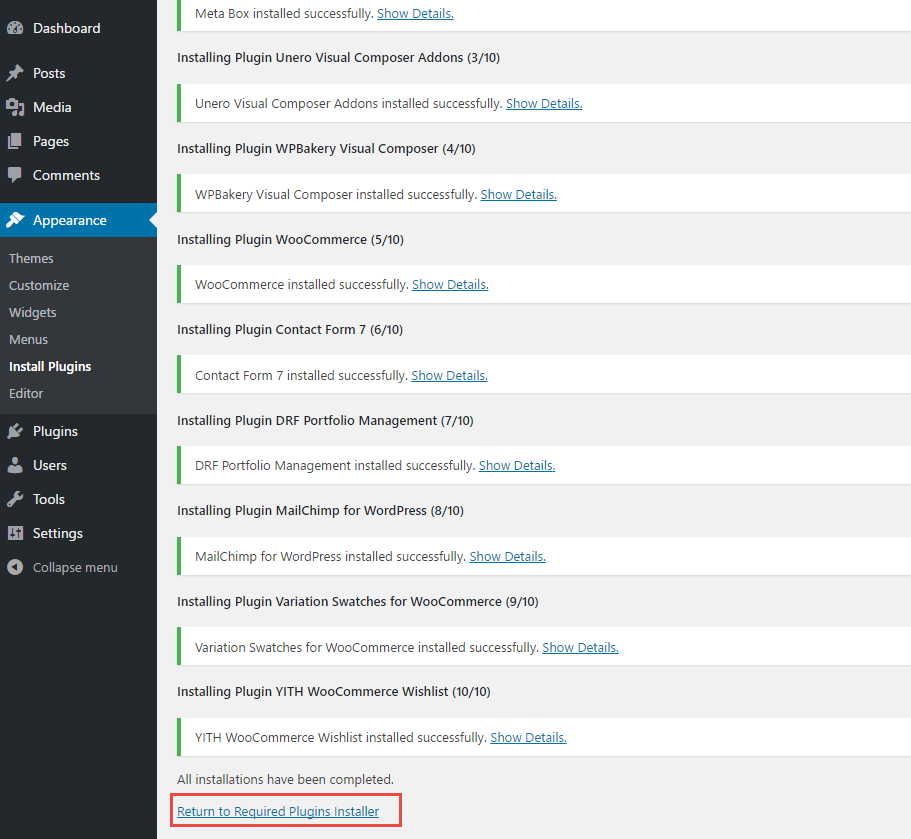 Dashboard
Posts
Media
Pages
Comments
Appearance
Themes
Customize
Widgets
Menus
Install Plugins
Editor
Plugins
Users
Tools
Settings
Collapse menu
Meta Box installed successfully. Show Details.
Installing Plugin Unero Visual Composer Addons (3/10)
Unero Visual Composer Addons installed successfully. Show Details.
Installing Plugin WPBakery Visual Composer (4/10)
WPBakery Visual Composer installed successfully. Show Details.
Installing Plugin WooCommerce (5/10)
WooCommerce installed successfully. Show Details.
Installing Plugin Contact Form 7 (6/10)
Contact Form 7 installed successfully. Show Details.
Installing Plugin DRF Portfolio Management (7/10)
DRF Portfolio Management installed successfully. Show Details.
Installing Plugin MailChimp for WordPress (8/10)
MailChimp for WordPress installed successfully. Show Details.
Installing Plugin Variation Swatches for WooCommerce (9/10)
Variation Swatches for WooCommerce installed successfully. Show Details.
Installing Plugin YITH WooCommerce Wishlist (10/10)
YITH WooCommerce Wishlist installed successfully. Show Details.
All installations have been completed.
Return to Required Plugins Installer